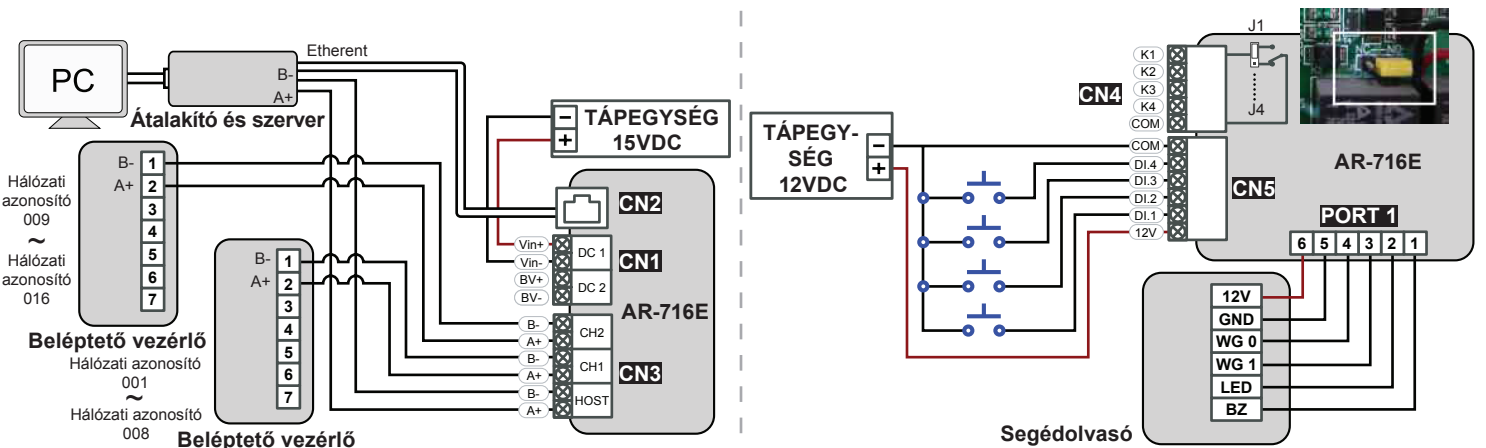 PC
Etherent
B-
A+
Átalakító és szerver
TÁPEGYSÉG
15VDC
-
+
B-
A+
1
2
3
4
5
6
7
Hálózati
azonosító
009
~
Hálózati
azonosító
016
Beléptető vezérlő
B-
A+
1
2
3
4
5
6
7
Hálózati azonosító
001
~
Hálózati azonosító
008
Beléptető vezérlő
CN2
Vin+
Vin-
BV+
BV-
DC 1
DC 2
CN1
AR-716E
B-
A+
B-
A+
B-
A+
CH2
CH1
HOST
CN3
TÁPEGY-
SÉG
12VDC
-
+
K1
K2
K3
K4
COM
CN4
J1
J4
COM
DI.4
DI.3
DI.2
DI.1
12V
CN5
AR-716E
PORT 1
6 5 4 3 2 1
12V
GND
WG 0
WG 1
LED
BZ
Segédolvasó